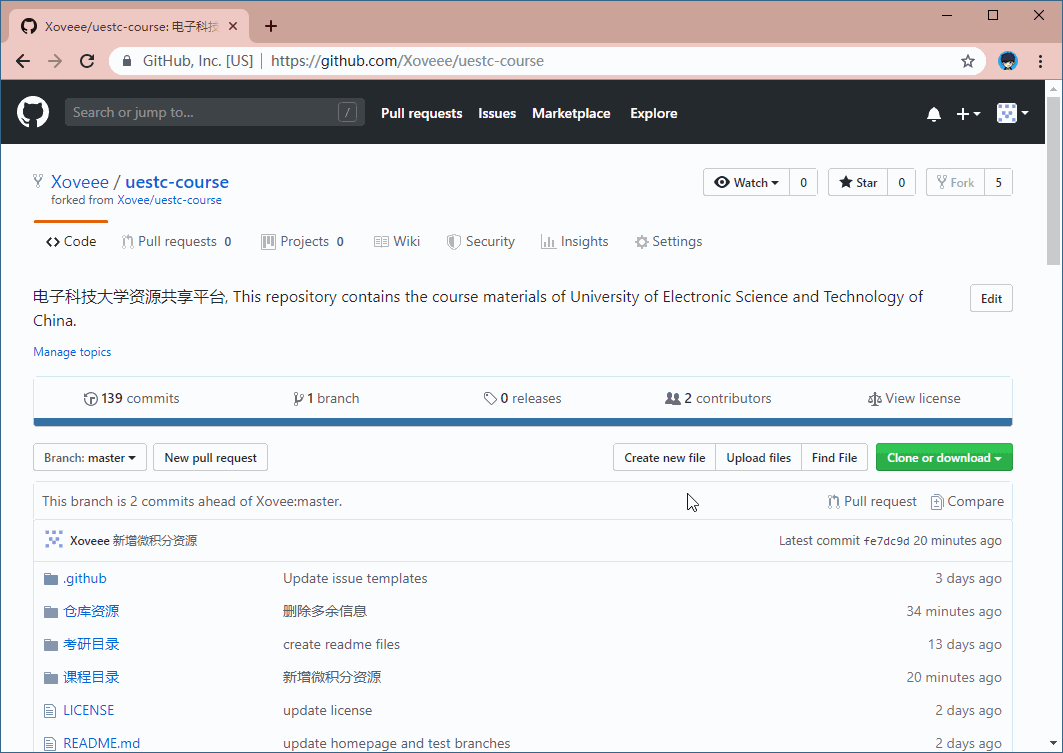 Xoveee/uestc-course: 电子科技
GitHub, Inc. [US] | https://github.com/Xoveee/uestc-course
Search or jump to... / Pull requests Issues Marketplace Explore
Xoveee / uestc-course Watch 0 Star 0 Fork 5
forked from Xovee/uestc-course
Code Pull requests 0 Projects 0 Wiki Security Insights Settings
电子科技大学资源共享平台, This repository contains the course materials of University of Electronic Science and Technology of Edit
China.
Manage topics
139 commits 1 branch 0 releases 2 contributors View license
Branch: master New pull request Create new file Upload files Find File Clone or download
This branch is 2 commits ahead of Xovee:master. Pull request Compare
Xoveee 新增微积分资源 Latest commit fe7dc9d 20 minutes ago
.github Update issue templates 3 days ago
仓库资源 删除多余信息 34 minutes ago
考研目录 create readme files 13 days ago
课程目录 新增微积分资源 20 minutes ago
LICENSE update license 2 days ago
README.md update homepage and test branches 2 days ago